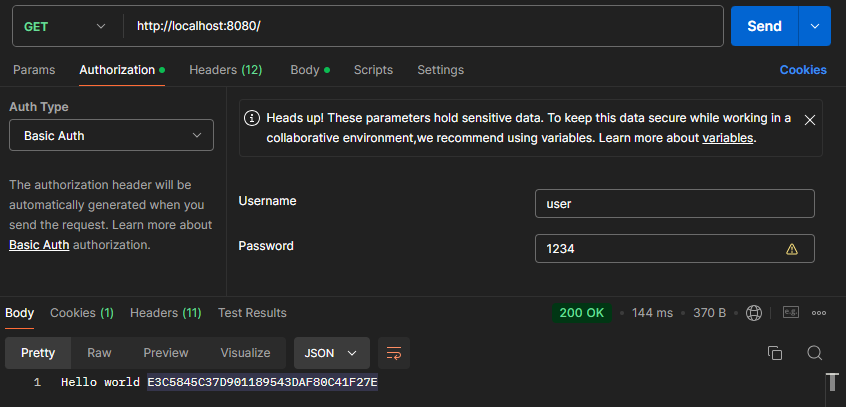 GET http://localhost:8080/ Send
Params Authorization Headers (12) Body Scripts Settings Cookies
Auth Type
Basic Auth
The authorization header will be
automatically generated when you
send the request. Learn more about
Basic Auth authorization.
Heads up! These parameters hold sensitive data. To keep this data secure while working in a
collaborative environment,we recommend using variables. Learn more about variables.
Username user
Password 1234
Body Cookies (1) Headers (11) Test Results 200 OK 144 ms 370 B e.g.
Pretty Raw Preview Visualize JSON
1 Hello world E3C5845C37D901189543DAF80C41F27E